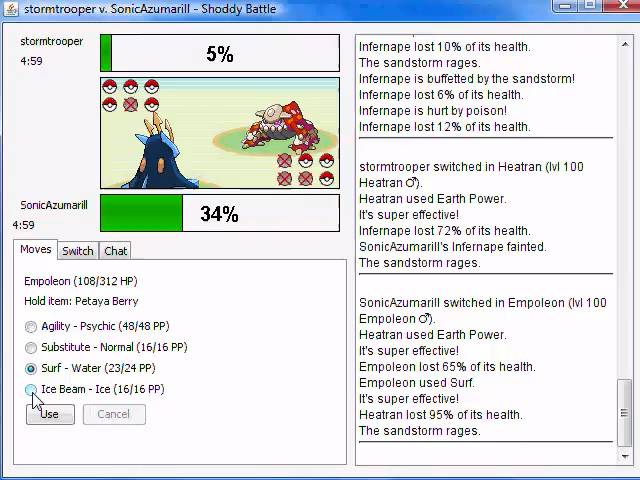 stormtrooper v. SonicAzumarill - Shoddy Battle
stormtrooper
4:59
5%
SonicAzumarill
4:59
34%
Moves
Switch
Chat
Empoleon (108/312 HP)
Hold item: Petaya Berry
Agility - Psychic (48/48 PP)
Substitute - Normal (16/16 PP)
Surf - Water (23/24 PP)
Ice Beam - Ice (16/16 PP)
Use
Cancel
Infernape lost 10% of its health.
The sandstorm rages.
Infernape is buffetted by the sandstorm!
Infernape lost 6% of its health.
Infernape is hurt by poison!
Infernape lost 12% of its health.
stormtrooper switched in Heatran (lvl 100
Heatran ♂).
Heatran used Earth Power.
It's super effective!
Infernape lost 72% of its health.
SonicAzumarill's Infernape fainted.
The sandstorm rages.
SonicAzumarill switched in Empoleon (lvl 100
Empoleon ♂).
Heatran used Earth Power.
It's super effective!
Empoleon lost 65% of its health.
Empoleon used Surf.
It's super effective!
Heatran lost 95% of its health.
The sandstorm rages.